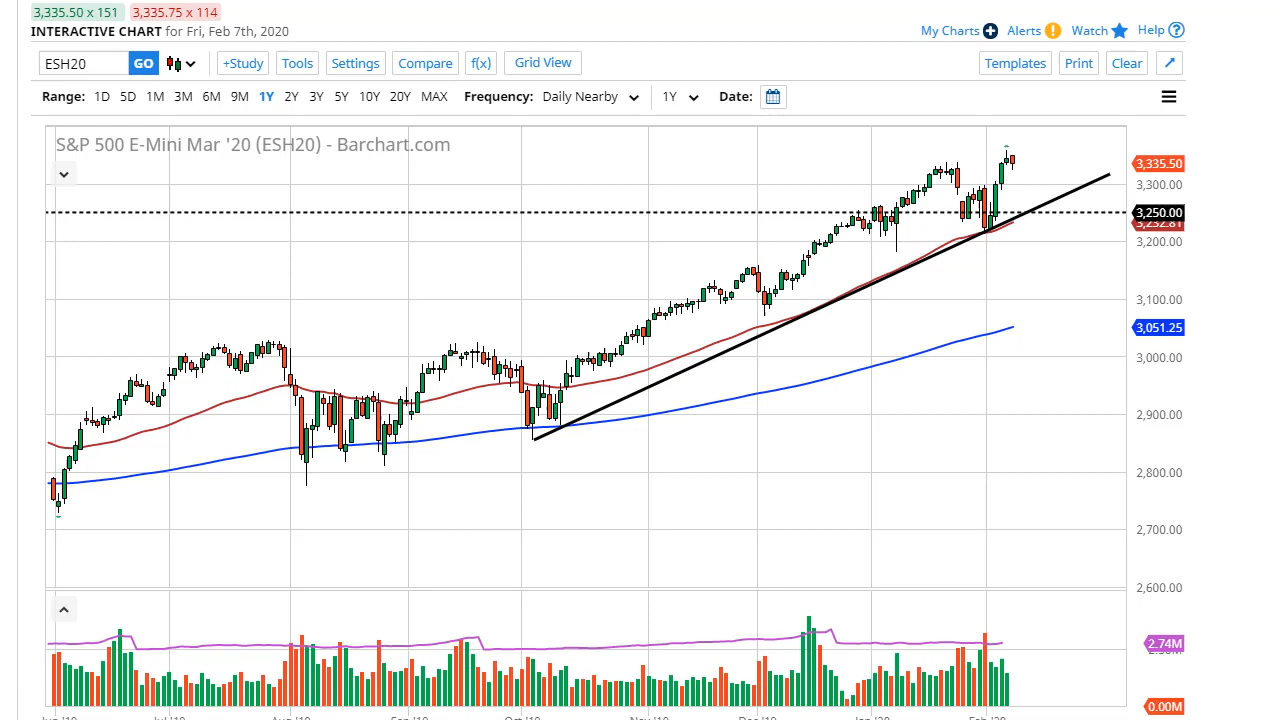 3,335.50 x 151 3,335.75 x 114
INTERACTIVE CHART for Fri, Feb 7th, 2020
My Charts Alerts Watch Help
ESH20 GO +Study Tools Settings Compare f(x) Grid View Templates Print Clear
Range: 1D 5D 1M 3M 6M 9M 1Y 2Y 3Y 5Y 10Y 20Y MAX Frequency: Daily Nearby 1Y Date:
S&P 500 E-Mini Mar '20 (ESH20) - Barchart.com
3,335.50
3,300.00
3,250.00
3,232.81
3,200.00
3,100.00
3,051.25
3,000.00
2,900.00
2,800.00
2,700.00
2,600.00
2.74M
0.00M